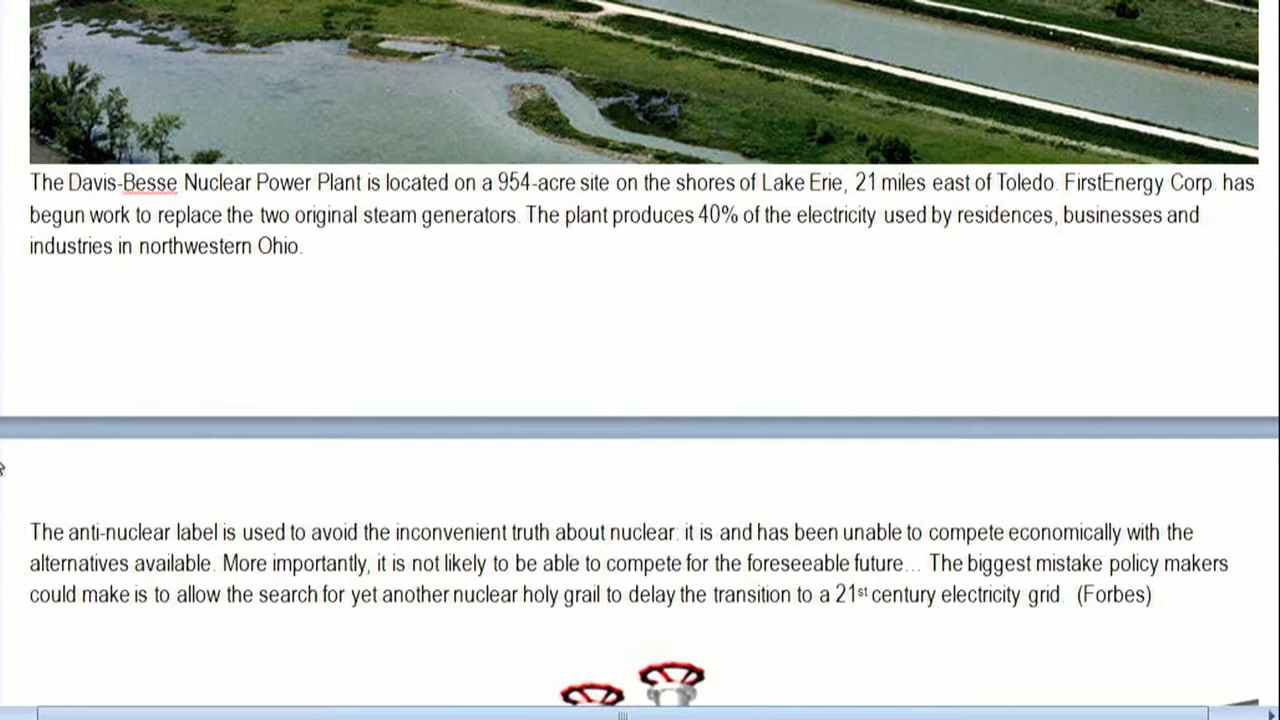 The Davis-Besse Nuclear Power Plant is located on a 954-acre site on the shores of Lake Erie, 21 miles east of Toledo. FirstEnergy Corp. has
begun work to replace the two original steam generators. The plant produces 40% of the electricity used by residences, businesses and
industries in northwestern Ohio.
The anti-nuclear label is used to avoid the inconvenient truth about nuclear: it is and has been unable to compete economically with the
alternatives available. More importantly, it is not likely to be able to compete for the foreseeable future... The biggest mistake policy makers
could make is to allow the search for yet another nuclear holy grail to delay the transition to a 21st century electricity grid. (Forbes)